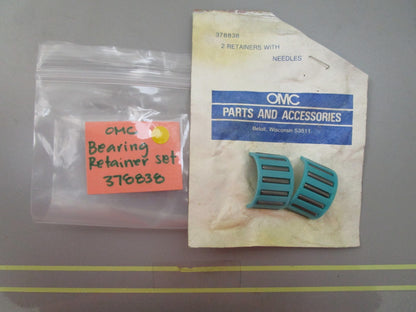 OMC
Bearing
Retainer set
378838
378838
2 RETAINERS WITH
NEEDLES
OMC
PARTS AND ACCESSORIES
Beloit, Wisconsin 53511